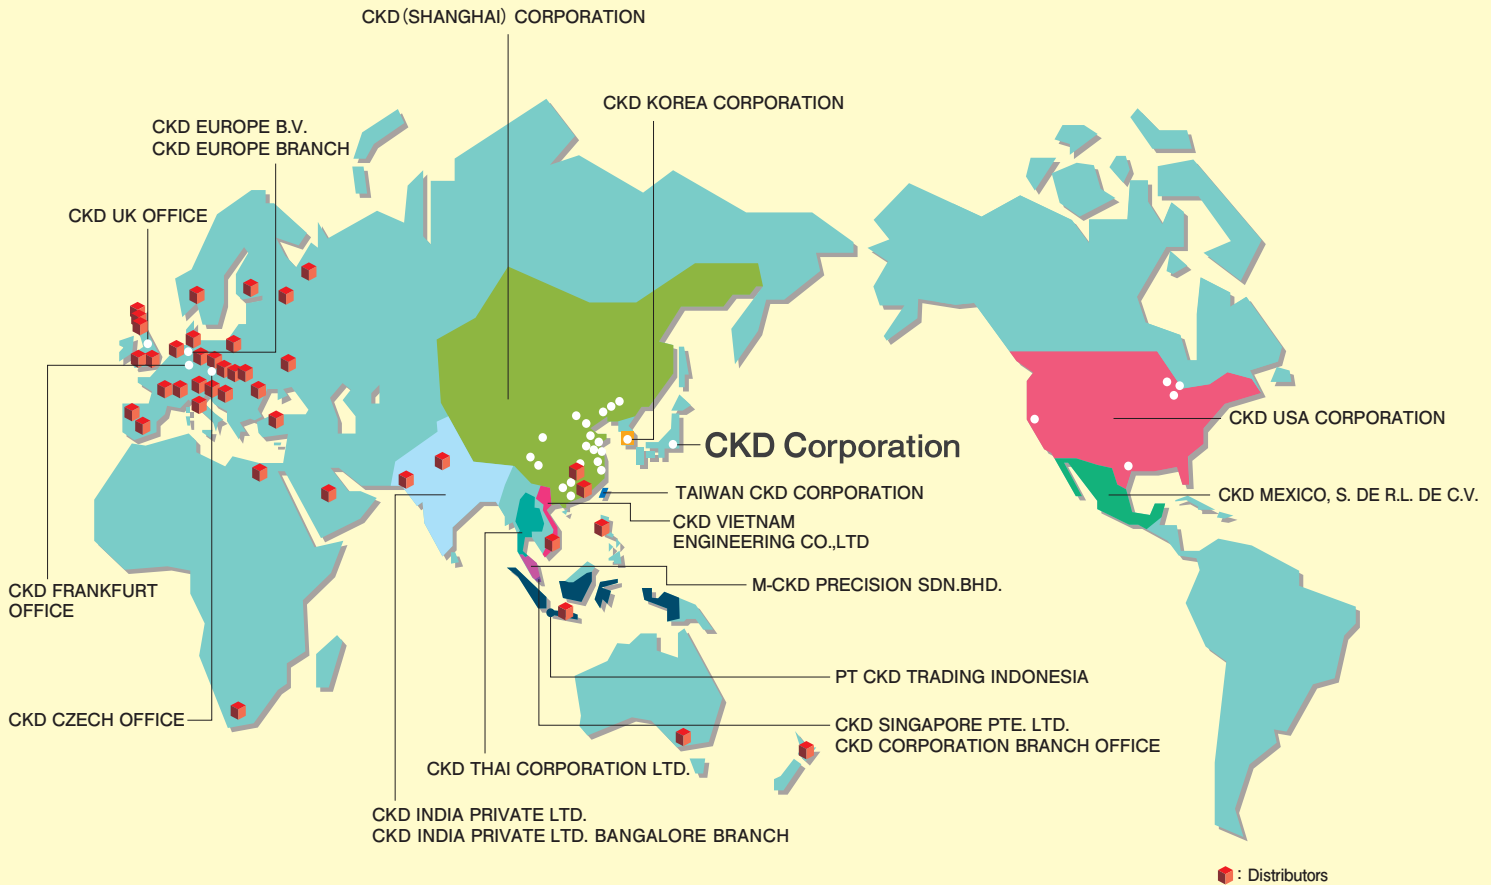 CKD(SHANGHAI) CORPORATION
CKD KOREA CORPORATION
CKD EUROPE B.V.
CKD EUROPE BRANCH
CKD UK OFFICE
CKD USA CORPORATION
CKD Corporation
TAIWAN CKD CORPORATION
CKD MEXICO, S. DE R.L. DE C.V.
CKD VIETNAM
ENGINEERING CO.,LTD
M-CKD PRECISION SDN.BHD.
CKD FRANKFURT
OFFICE
PT CKD TRADING INDONESIA
CKD CZECH OFFICE
CKD SINGAPORE PTE. LTD.
CKD CORPORATION BRANCH OFFICE
CKD THAI CORPORATION LTD.
CKD INDIA PRIVATE LTD.
CKD INDIA PRIVATE LTD. BANGALORE BRANCH
: Distributors